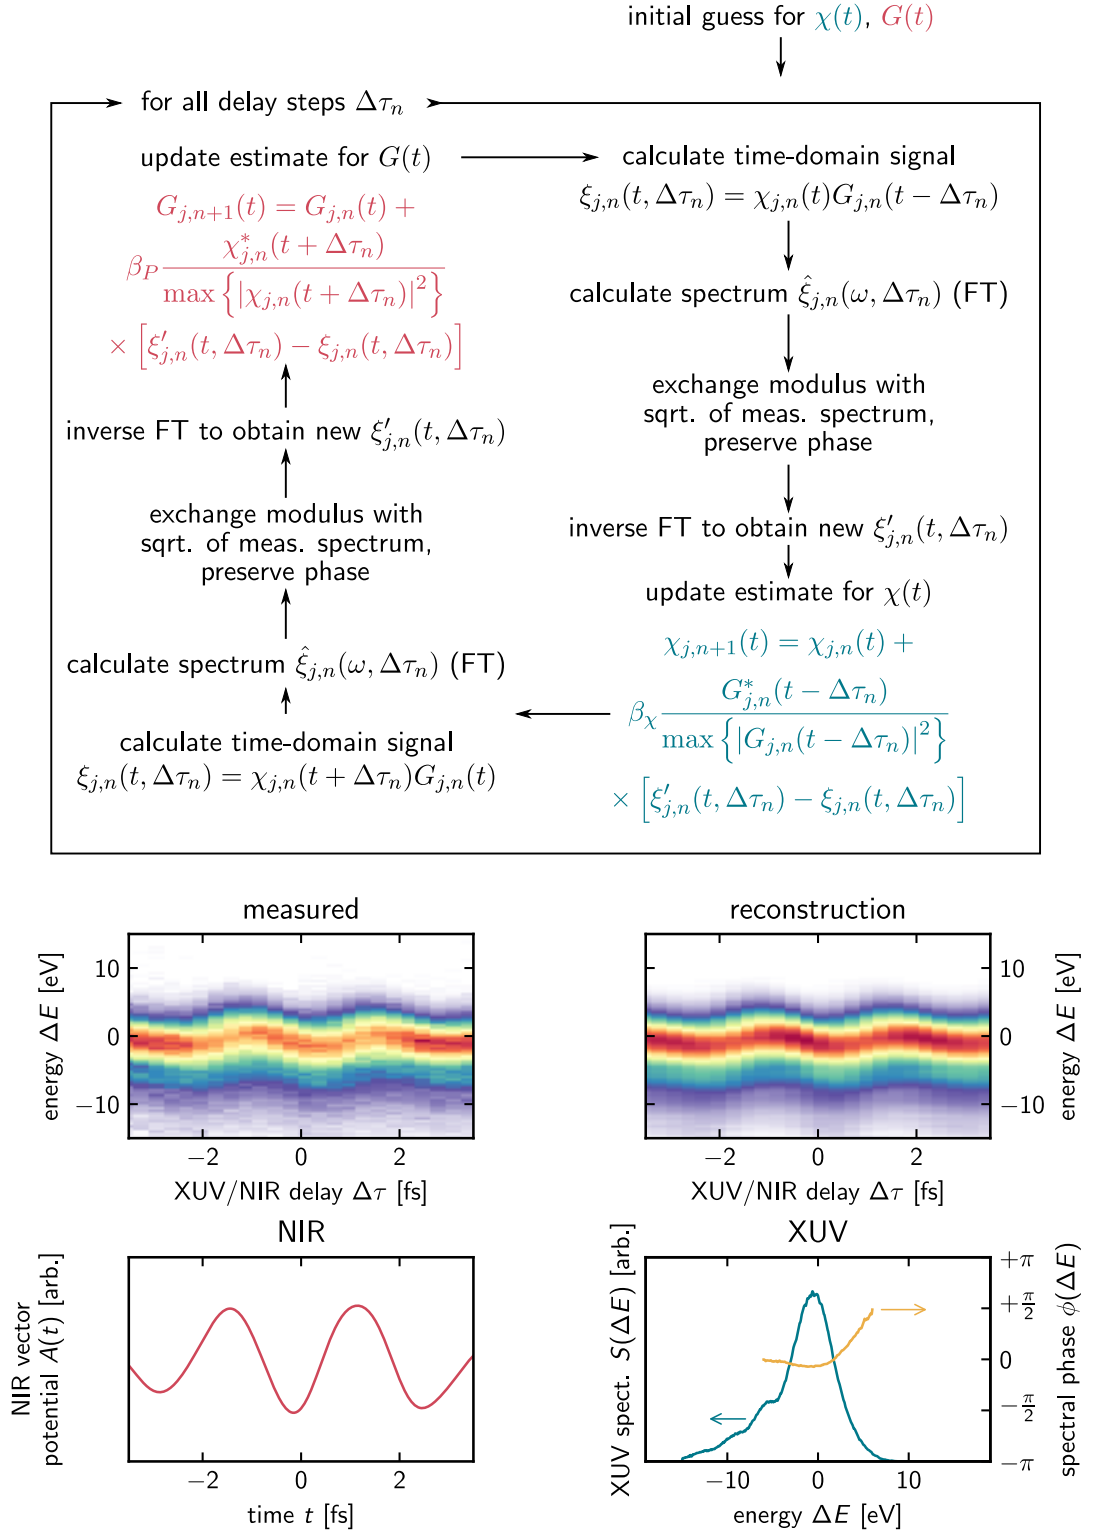 initial guess for χ(t), G(t)
for all delay steps Δτₙ
update estimate for G(t)
G_{j,n+1}(t) = G_{j,n}(t) +
β_P \frac{χ^*_{j,n}(t + Δτ_n)}{max {|χ_{j,n}(t + Δτ_n)|^2}}
× [ξ′_{j,n}(t, Δτ_n) − ξ_{j,n}(t, Δτ_n)]
inverse FT to obtain new ξ′_{j,n}(t, Δτ_n)
exchange modulus with
sqrt. of meas. spectrum,
preserve phase
calculate spectrum ξ̂_{j,n}(ω, Δτ_n) (FT)
calculate time-domain signal
ξ_{j,n}(t, Δτ_n) = χ_{j,n}(t + Δτ_n)G_{j,n}(t)
calculate time-domain signal
ξ_{j,n}(t, Δτ_n) = χ_{j,n}(t)G_{j,n}(t − Δτ_n)
calculate spectrum ξ̂_{j,n}(ω, Δτ_n) (FT)
exchange modulus with
sqrt. of meas. spectrum,
preserve phase
inverse FT to obtain new ξ′_{j,n}(t, Δτ_n)
update estimate for χ(t)
χ_{j,n+1}(t) = χ_{j,n}(t) +
β_χ \frac{G^*_{j,n}(t − Δτ_n)}{max {|G_{j,n}(t − Δτ_n)|^2}}
× [ξ′_{j,n}(t, Δτ_n) − ξ_{j,n}(t, Δτ_n)]
measured
energy ΔE [eV]
10
0
−10
−2 0 2
XUV/NIR delay Δτ [fs]
reconstruction
10
0
−10
energy ΔE [eV]
−2 0 2
XUV/NIR delay Δτ [fs]
NIR
NIR vector
potential A(t) [arb.]
−2 0 2
time t [fs]
XUV
XUV spect. S(ΔE) [arb.]
+π
+π/2
0
−π/2
−π
spectral phase ϕ(ΔE)
−10 0 10
energy ΔE [eV]